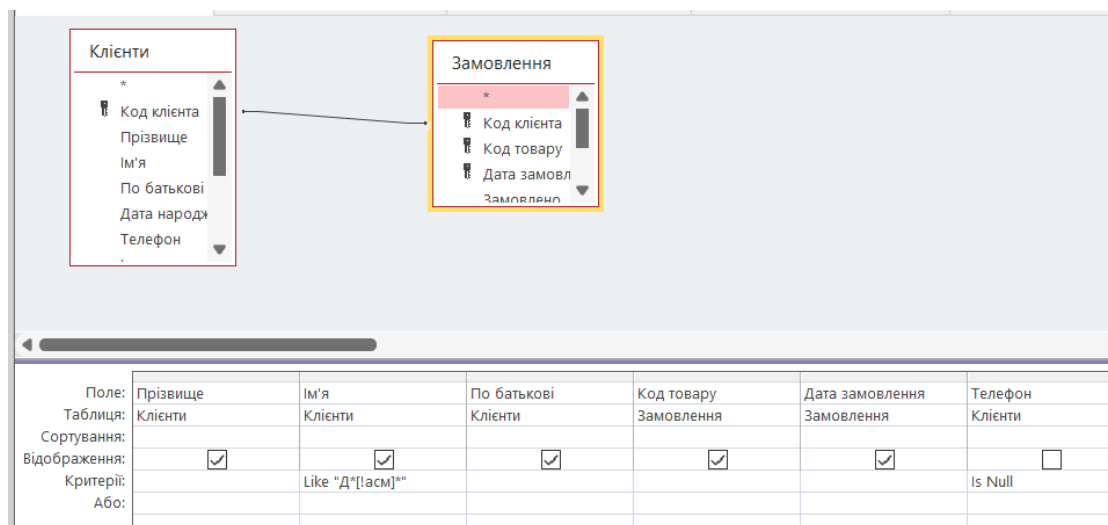 Клієнти
*
Код клієнта
Прізвище
Ім'я
По батькові
Дата народж
Телефон
Замовлення
*
Код клієнта
Код товару
Дата замовл
Замовлено
Поле: Прізвище Ім'я По батькові Код товару Дата замовлення Телефон
Таблиця: Клієнти Клієнти Клієнти Замовлення Замовлення Клієнти
Сортування:
Відображення:
Критерії: Like "Д*[!асм]*" Is Null
Або: